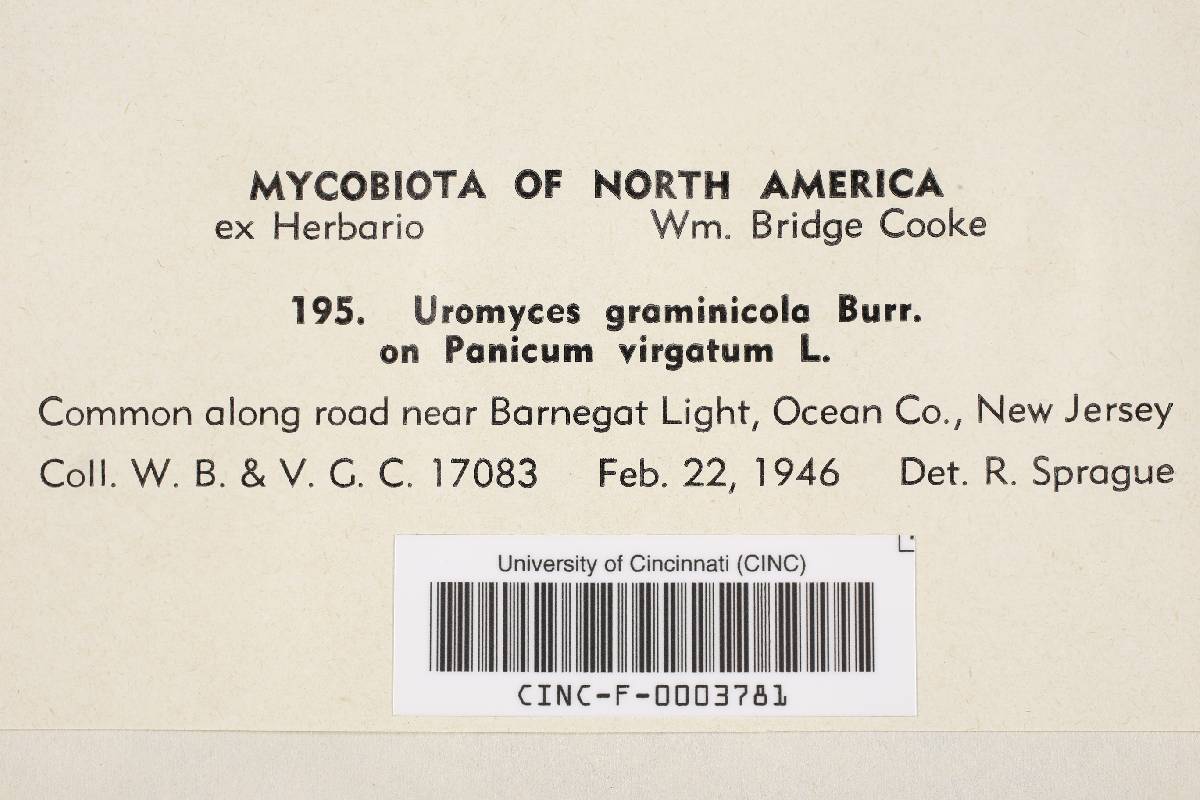 MYCOBIOTA OF NORTH AMERICA
ex Herbario Wm. Bridge Cooke
195. Uromyces graminicola Burr.
on Panicum virgatum L.
Common along road near Barnegat Light, Ocean Co., New Jersey
Coll. W. B. & V. G. C. 17083 Feb. 22, 1946 Det. R. Sprague
University of Cincinnati (CINC)
CINC-F-0003781